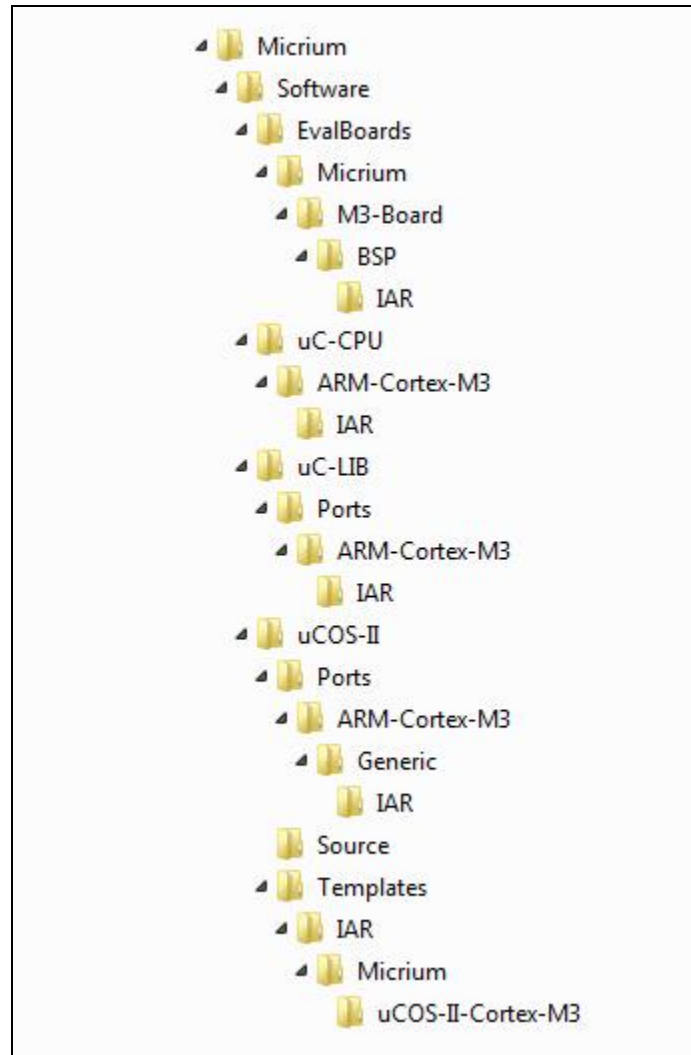 Micrium
Software
EvalBoards
Micrium
M3-Board
BSP
IAR
uC-CPU
ARM-Cortex-M3
IAR
uC-LIB
Ports
ARM-Cortex-M3
IAR
uCOS-II
Ports
ARM-Cortex-M3
Generic
IAR
Source
Templates
IAR
Micrium
uCOS-II-Cortex-M3